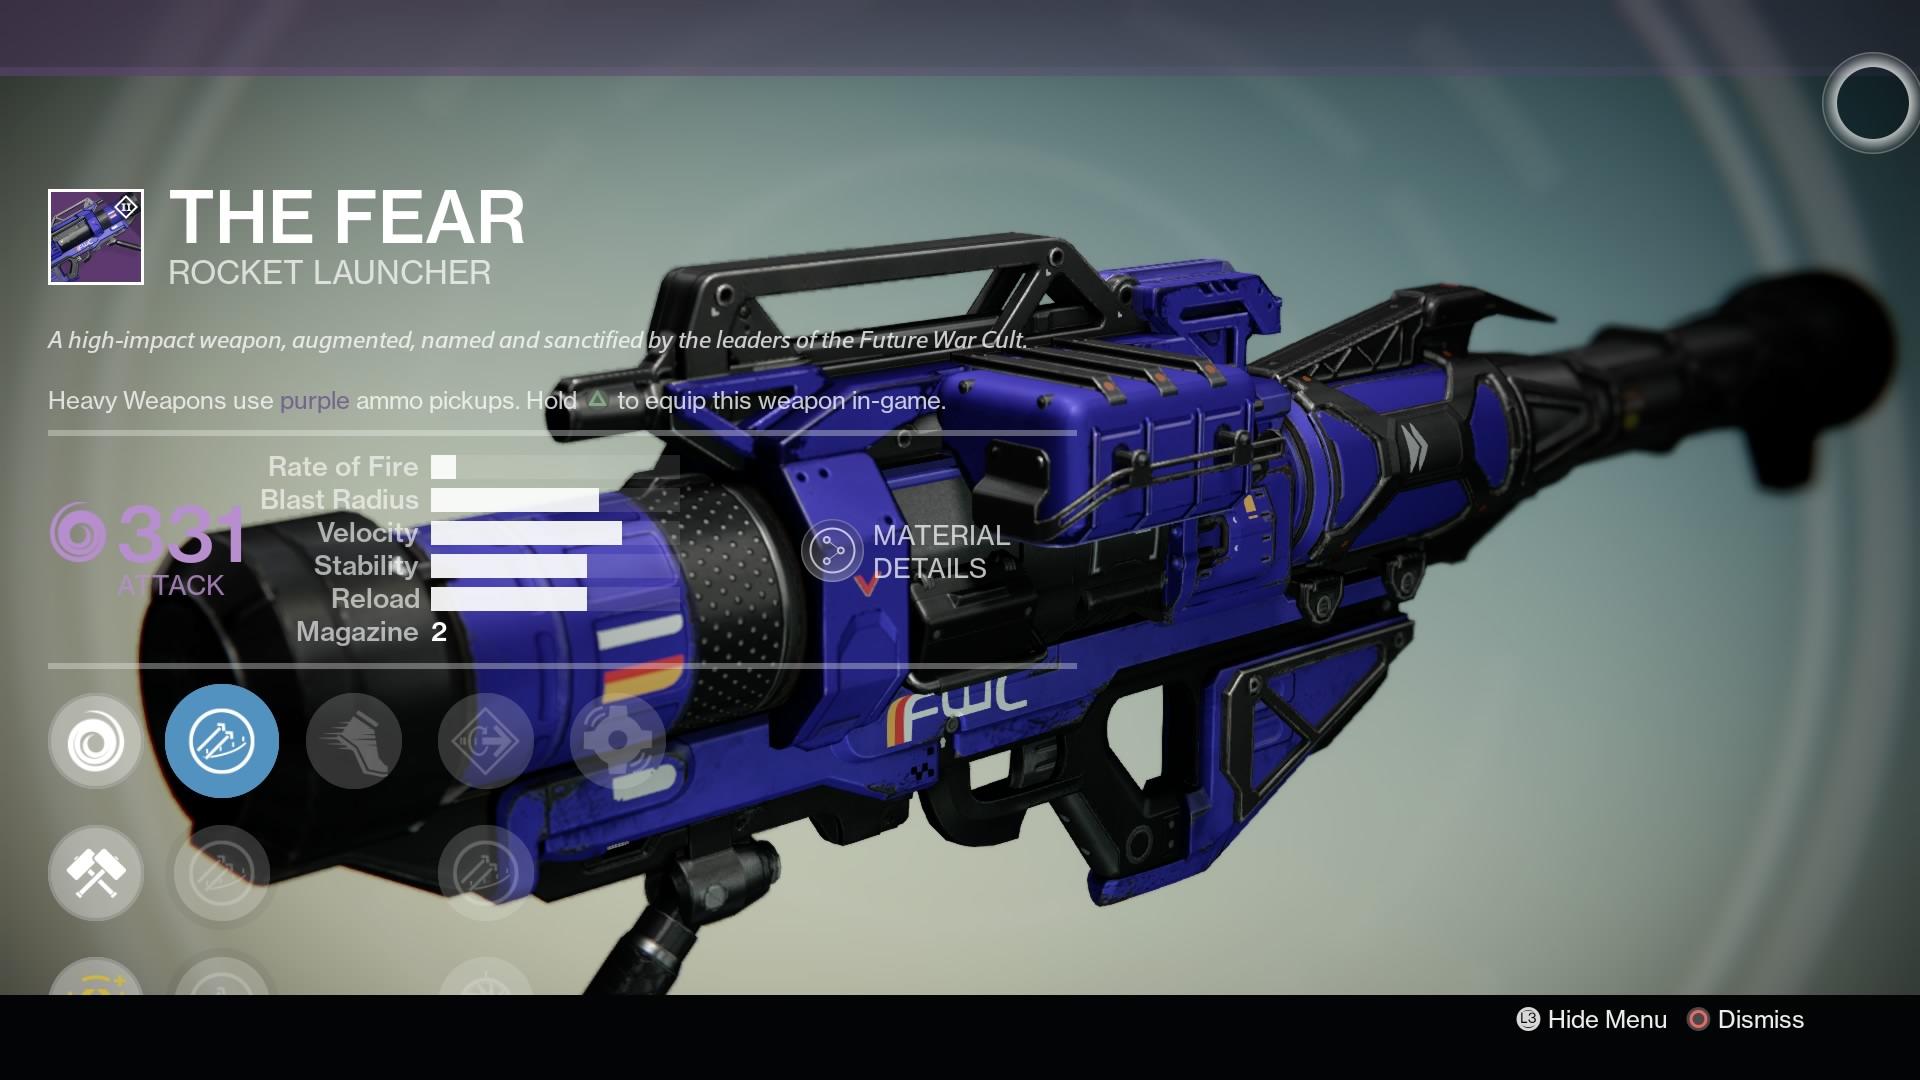 THE FEAR
ROCKET LAUNCHER
A high-impact weapon, augmented, named and sanctified by the leaders of the Future War Cult.
Heavy Weapons use purple ammo pickups. Hold △ to equip this weapon in-game.
331
ATTACK
Rate of Fire
Blast Radius
Velocity
Stability
Reload
Magazine 2
MATERIAL
DETAILS
FWC
L3 Hide Menu
Dismiss